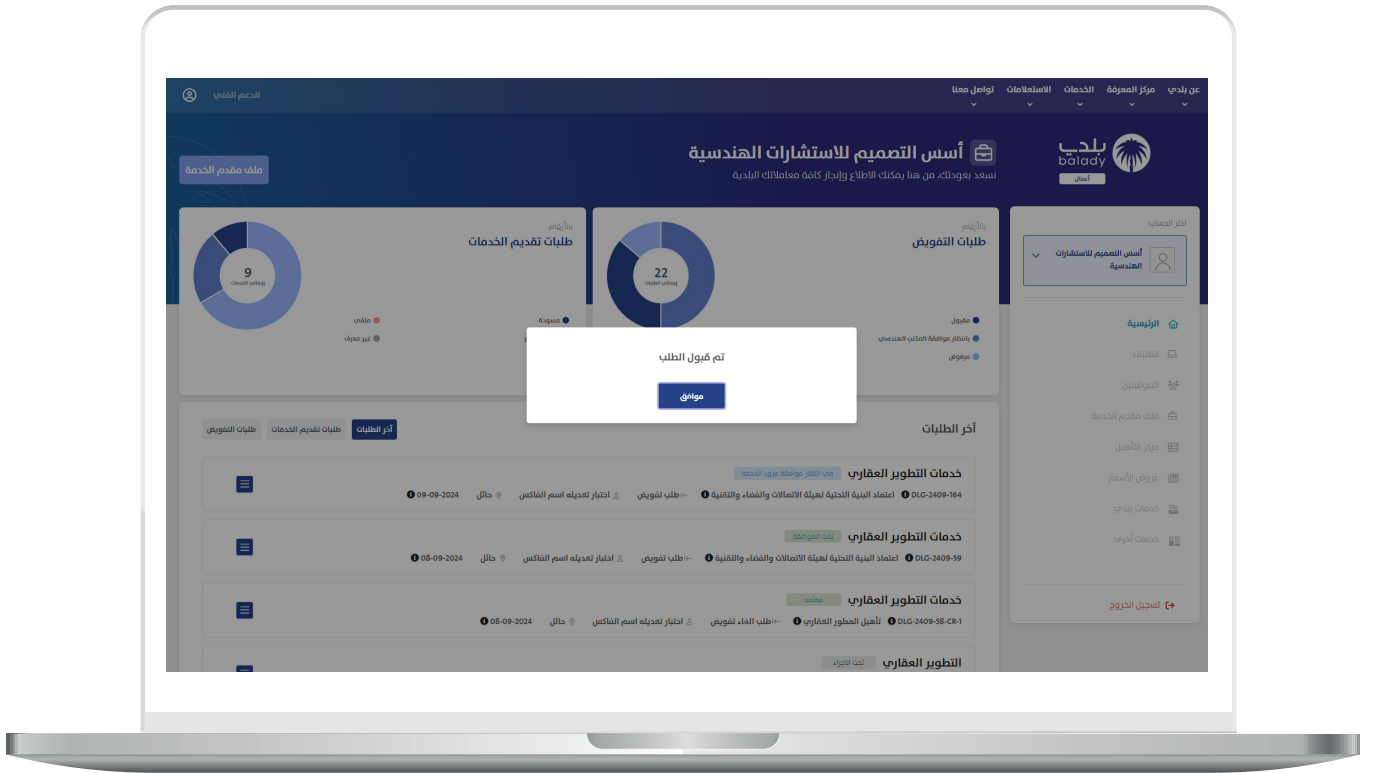 عن بلدي مركز المعرفة الخدمات الاستعلامات تواصل معنا
الدعم الفني
بلدي
balady
أعمال
أسس التصميم للاستشارات الهندسية
نسعد بعودتك، من هنا يمكنك الاطلاع وإنجاز كافة معاملاتك البلدية
ملف مقدم الخدمة
اختر الحساب
أسس التصميم للاستشارات
الهندسية
الرئيسية
الطلبات
الموظفين
ملف مقدم الخدمة
مركز التأهيل
عروض الأسعار
خدمات بلدي
خدمات أخرى
تسجيل الخروج
بالأرقام
طلبات التفويض
22
إجمالي الطلبات
مقبول
بانتظار موافقة المكتب الهندسي
مرفوض
بالأرقام
طلبات تقديم الخدمات
9
إجمالي الخدمات
مسودة
ملغي
غير معرف
تم قبول الطلب
موافق
آخر الطلبات
آخر الطلبات طلبات تقديم الخدمات طلبات التفويض
خدمات التطوير العقاري في انتظار موافقة مزود الخدمة
DLG-2409-164 اعتماد البنية التحتية لهيئة الاتصالات والفضاء والتقنية طلب تفويض اختبار تعديله اسم الفاكس حائل 09-09-2024
خدمات التطوير العقاري تمت الموافقة
DLG-2409-59 اعتماد البنية التحتية لهيئة الاتصالات والفضاء والتقنية طلب تفويض اختبار تعديله اسم الفاكس حائل 08-09-2024
خدمات التطوير العقاري معتمد
DLG-2409-58-CR-1 تأهيل المطور العقاري طلب الغاء تفويض اختبار تعديله اسم الفاكس حائل 08-09-2024
التطوير العقاري تحت الاجراء